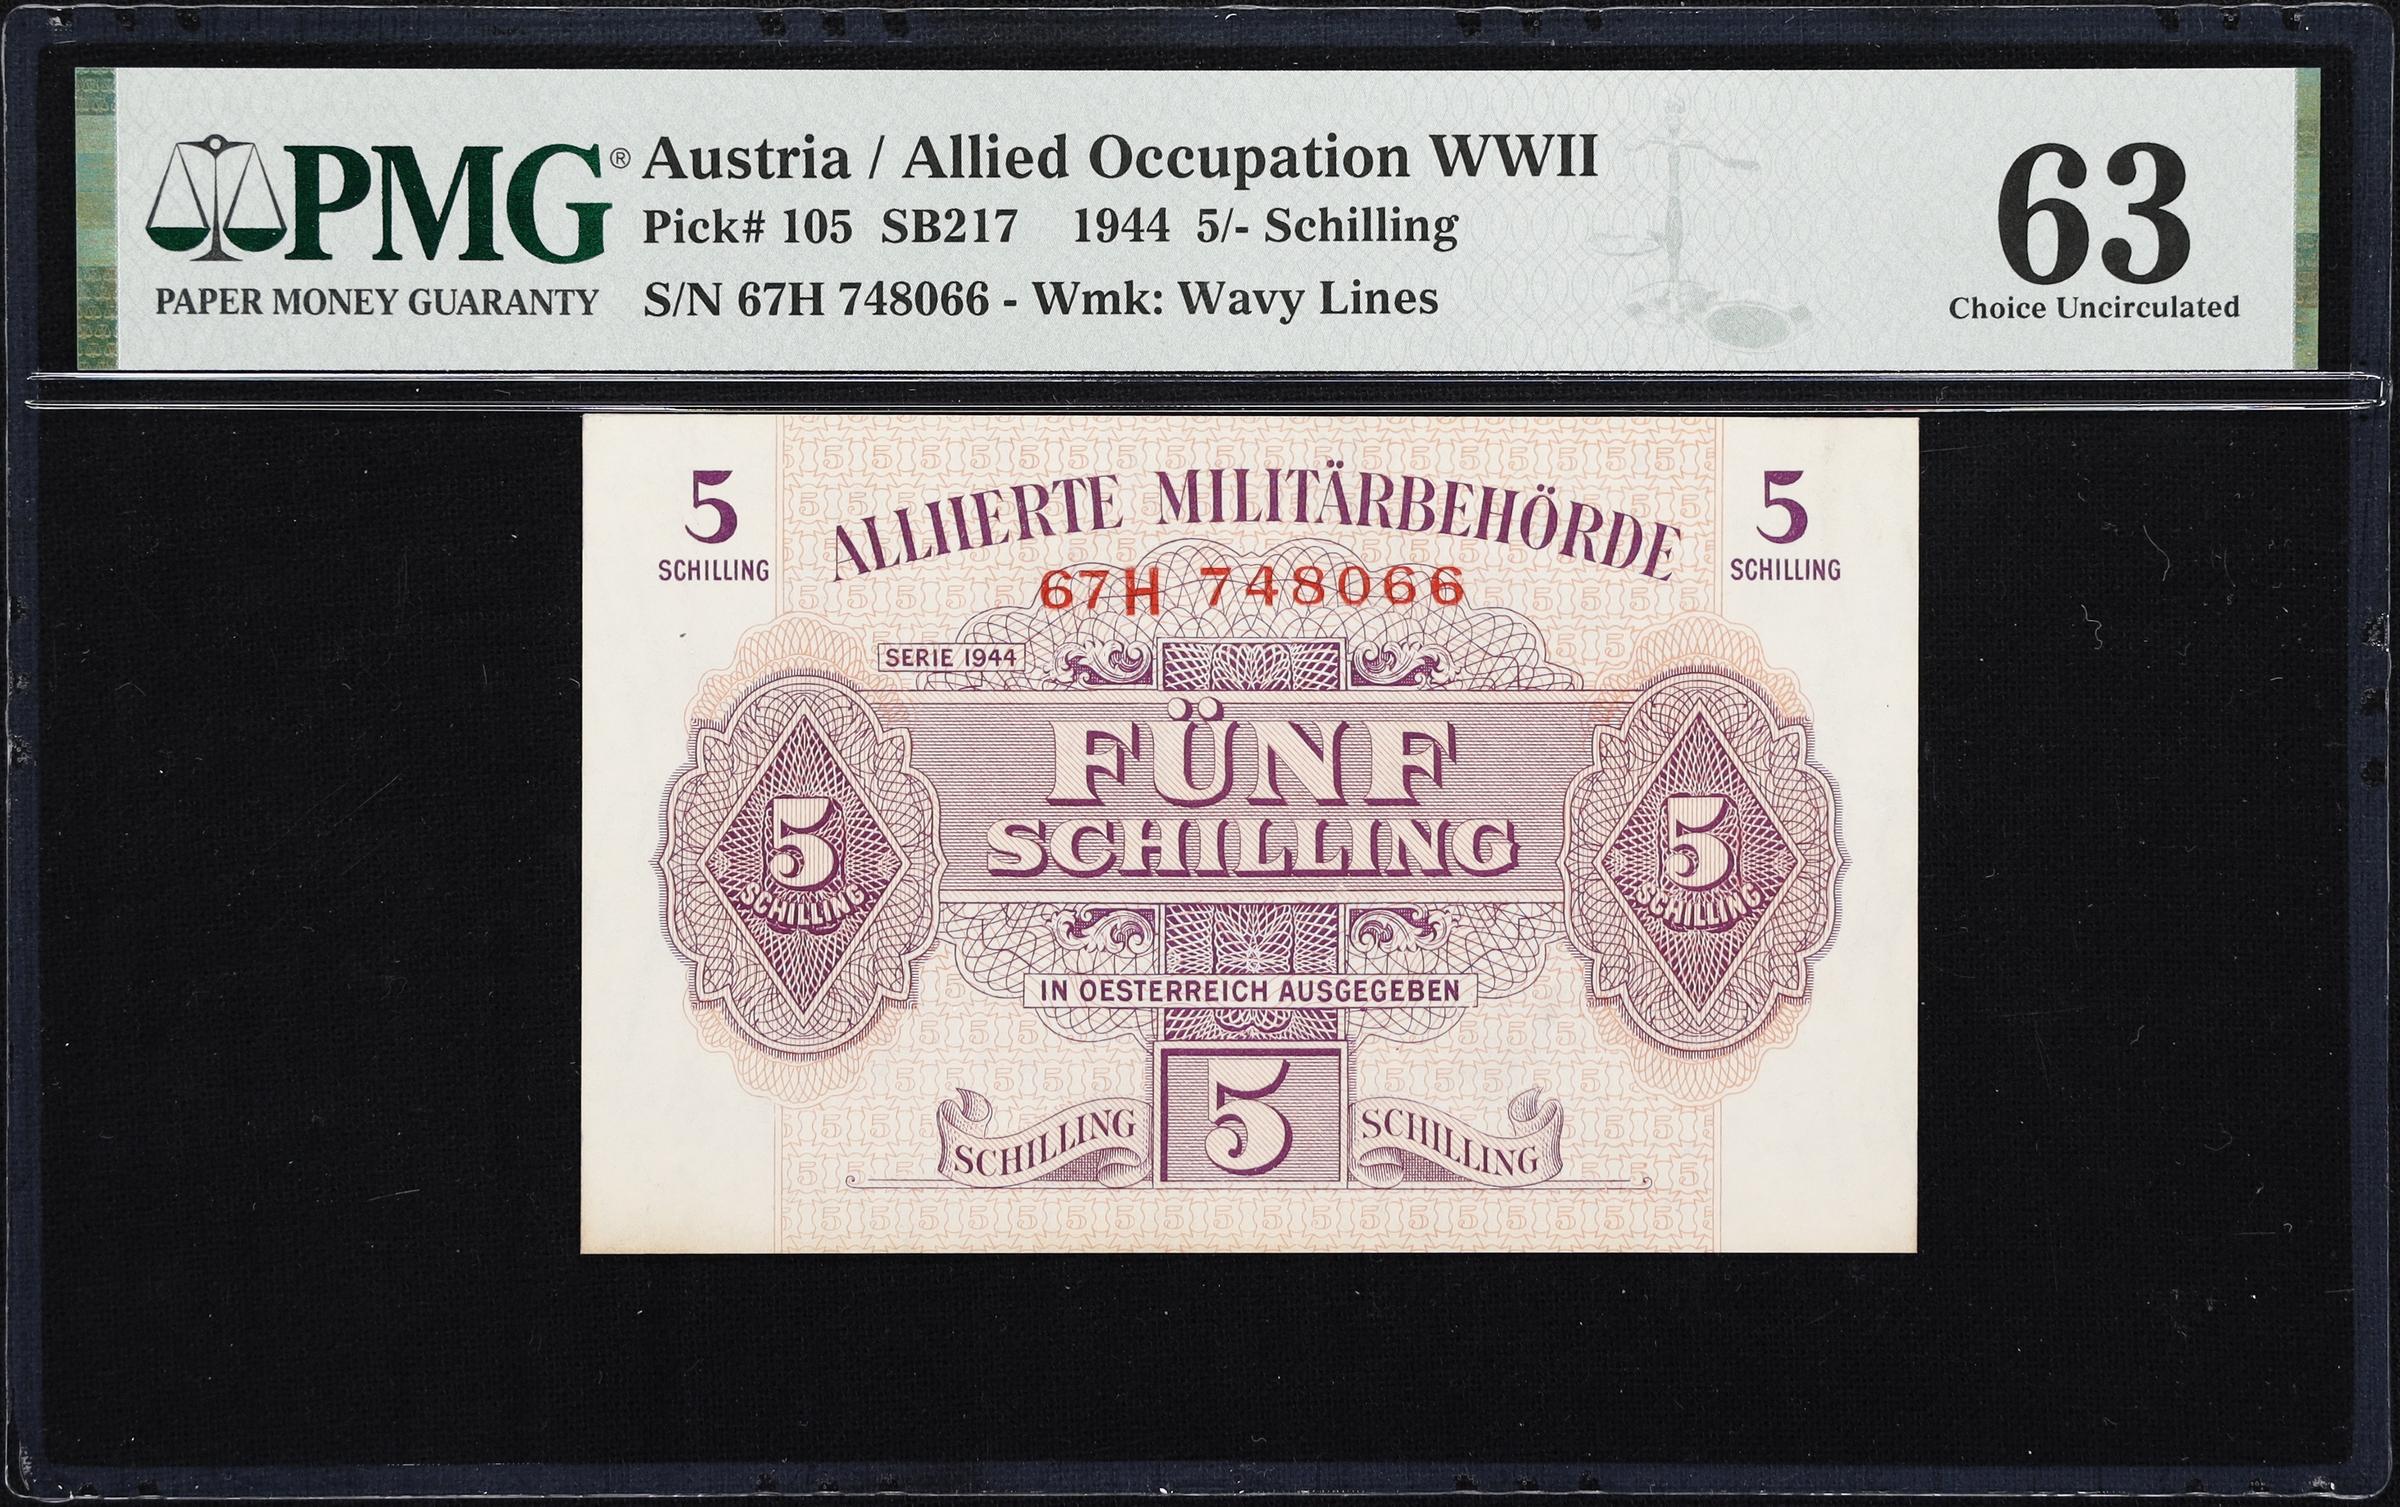 PMG®
PAPER MONEY GUARANTY
Austria / Allied Occupation WWII
Pick# 105 SB217 1944 5/- Schilling
S/N 67H 748066 - Wmk: Wavy Lines
63
Choice Uncirculated
5
SCHILLING
ALLIIERTE MILITÄRBEHÖRDE
5
SCHILLING
67H 748066
SERIE 1944
FÜNF
SCHILLING
5
SCHILLING
5
SCHILLING
IN OESTERREICH AUSGEGEBEN
SCHILLING 5 SCHILLING